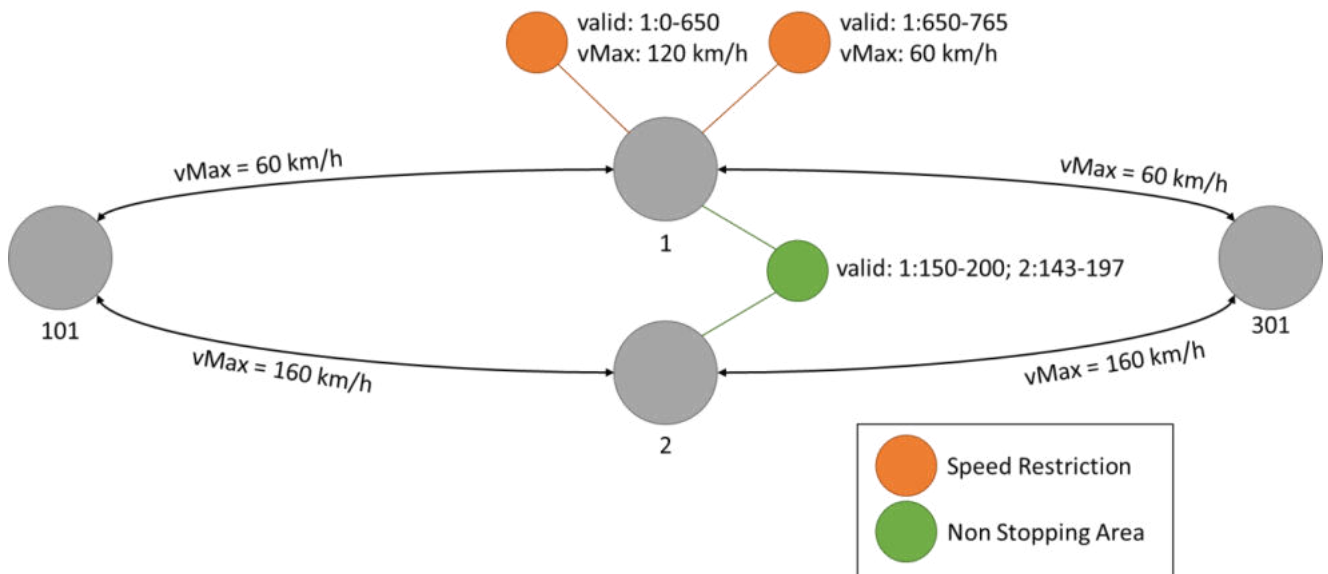 valid: 1:0-650
vMax: 120 km/h
valid: 1:650-765
vMax: 60 km/h
vMax = 60 km/h
vMax = 60 km/h
1
valid: 1:150-200; 2:143-197
101
301
vMax = 160 km/h
vMax = 160 km/h
2
Speed Restriction
Non Stopping Area